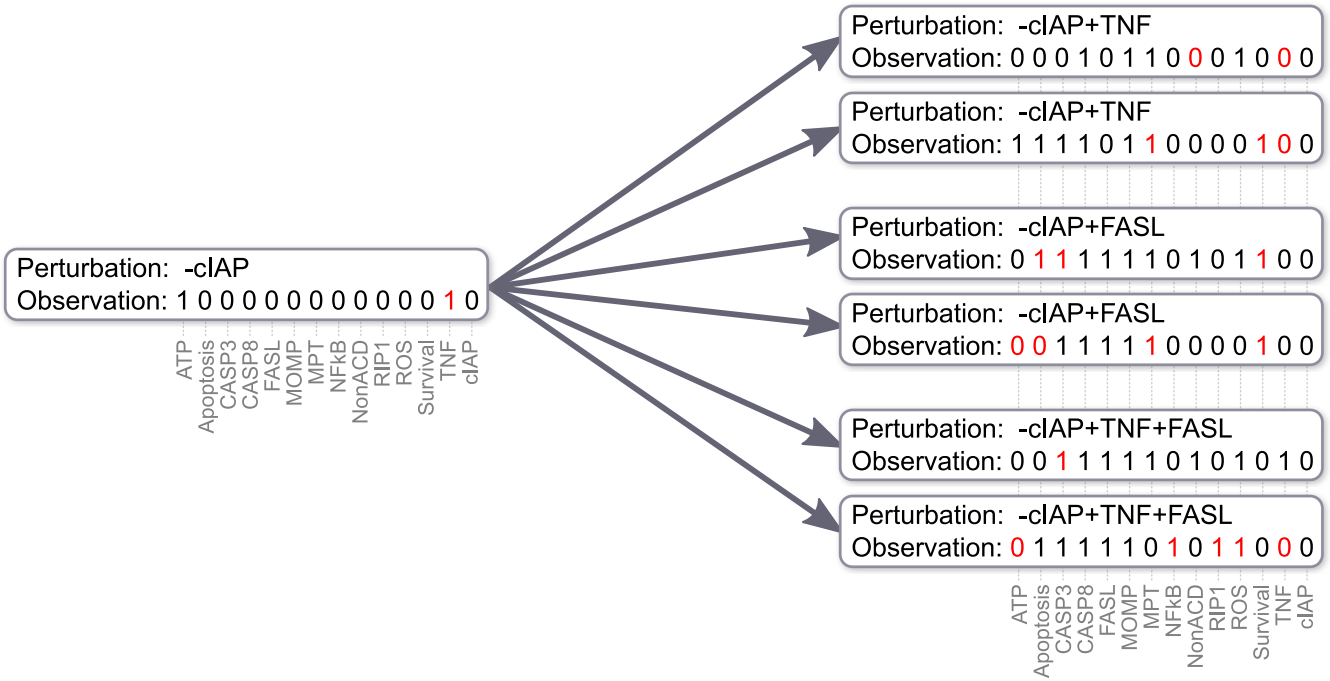 Perturbation: -cIAP
Observation: 1 0 0 0 0 0 0 0 0 0 0 0 1 0
ATP
Apoptosis
CASP3
CASP8
FASL
MOMP
MPT
NFkB
NonACD
RIP1
ROS
Survival
TNF
cIAP
Perturbation: -cIAP+TNF
Observation: 0 0 0 1 0 1 1 0 0 0 1 0 0 0
Perturbation: -cIAP+TNF
Observation: 1 1 1 1 0 1 1 0 0 0 0 1 0 0
Perturbation: -cIAP+FASL
Observation: 0 1 1 1 1 1 1 0 1 0 1 1 0 0
Perturbation: -cIAP+FASL
Observation: 0 0 1 1 1 1 1 0 0 0 0 1 0 0
Perturbation: -cIAP+TNF+FASL
Observation: 0 0 1 1 1 1 1 0 1 0 1 0 1 0
Perturbation: -cIAP+TNF+FASL
Observation: 0 1 1 1 1 1 0 1 0 1 1 0 0 0
ATP
Apoptosis
CASP3
CASP8
FASL
MOMP
MPT
NFkB
NonACD
RIP1
ROS
Survival
TNF
cIAP